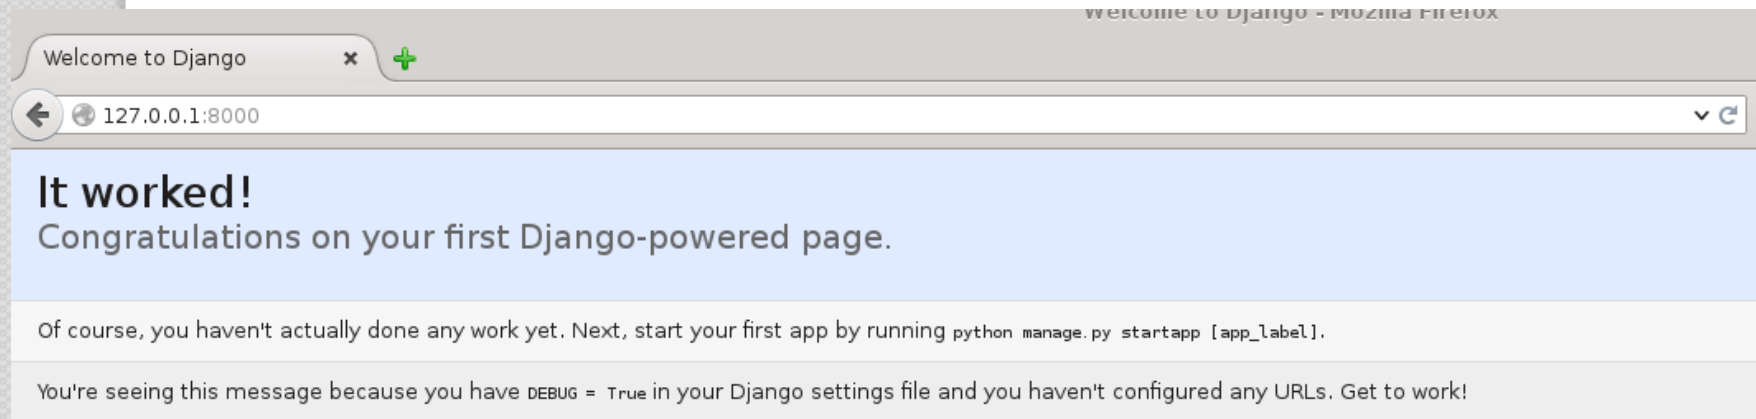 Welcome to Django - Mozilla Firefox
Welcome to Django
127.0.0.1:8000
It worked!
Congratulations on your first Django-powered page.
Of course, you haven't actually done any work yet. Next, start your first app by running python manage.py startapp [app_label].
You're seeing this message because you have DEBUG = True in your Django settings file and you haven't configured any URLs. Get to work!